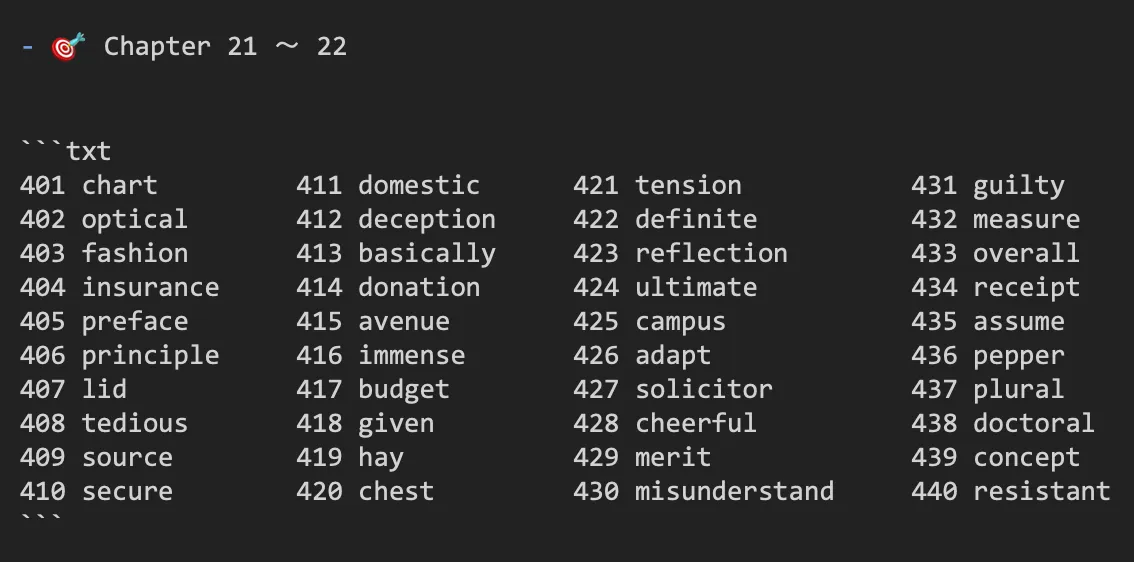 - 🎯 Chapter 21 ～ 22
```txt
401 chart         411 domestic      421 tension           431 guilty
402 optical       412 deception     422 definite          432 measure
403 fashion       413 basically     423 reflection        433 overall
404 insurance     414 donation      424 ultimate          434 receipt
405 preface       415 avenue        425 campus            435 assume
406 principle     416 immense       426 adapt             436 pepper
407 lid           417 budget        427 solicitor         437 plural
408 tedious       418 given         428 cheerful          438 doctoral
409 source        419 hay           429 merit             439 concept
410 secure        420 chest         430 misunderstand     440 resistant
```